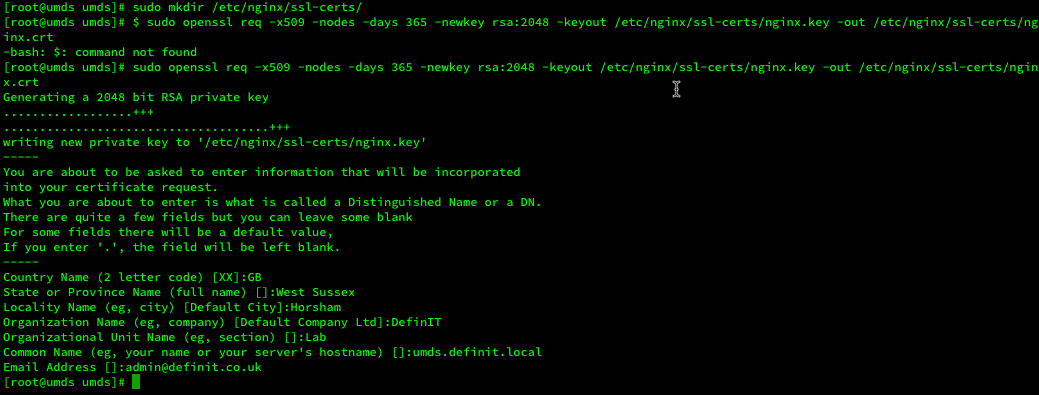 [root@umds umds]# sudo mkdir /etc/nginx/ssl-certs/
[root@umds umds]# $ sudo openssl req -x509 -nodes -days 365 -newkey rsa:2048 -keyout /etc/nginx/ssl-certs/nginx.key -out /etc/nginx/ssl-certs/ng
inx.crt
-bash: $: command not found
[root@umds umds]# sudo openssl req -x509 -nodes -days 365 -newkey rsa:2048 -keyout /etc/nginx/ssl-certs/nginx.key -out /etc/nginx/ssl-certs/ngin
x.crt
Generating a 2048 bit RSA private key
..................+++
.....................................+++
writing new private key to '/etc/nginx/ssl-certs/nginx.key'
-----
You are about to be asked to enter information that will be incorporated
into your certificate request.
What you are about to enter is what is called a Distinguished Name or a DN.
There are quite a few fields but you can leave some blank
For some fields there will be a default value,
If you enter '.', the field will be left blank.
-----
Country Name (2 letter code) [XX]:GB
State or Province Name (full name) []:West Sussex
Locality Name (eg, city) [Default City]:Horsham
Organization Name (eg, company) [Default Company Ltd]:DefinIT
Organizational Unit Name (eg, section) []:Lab
Common Name (eg, your name or your server's hostname) []:umds.definit.local
Email Address []:admin@definit.co.uk
[root@umds umds]#